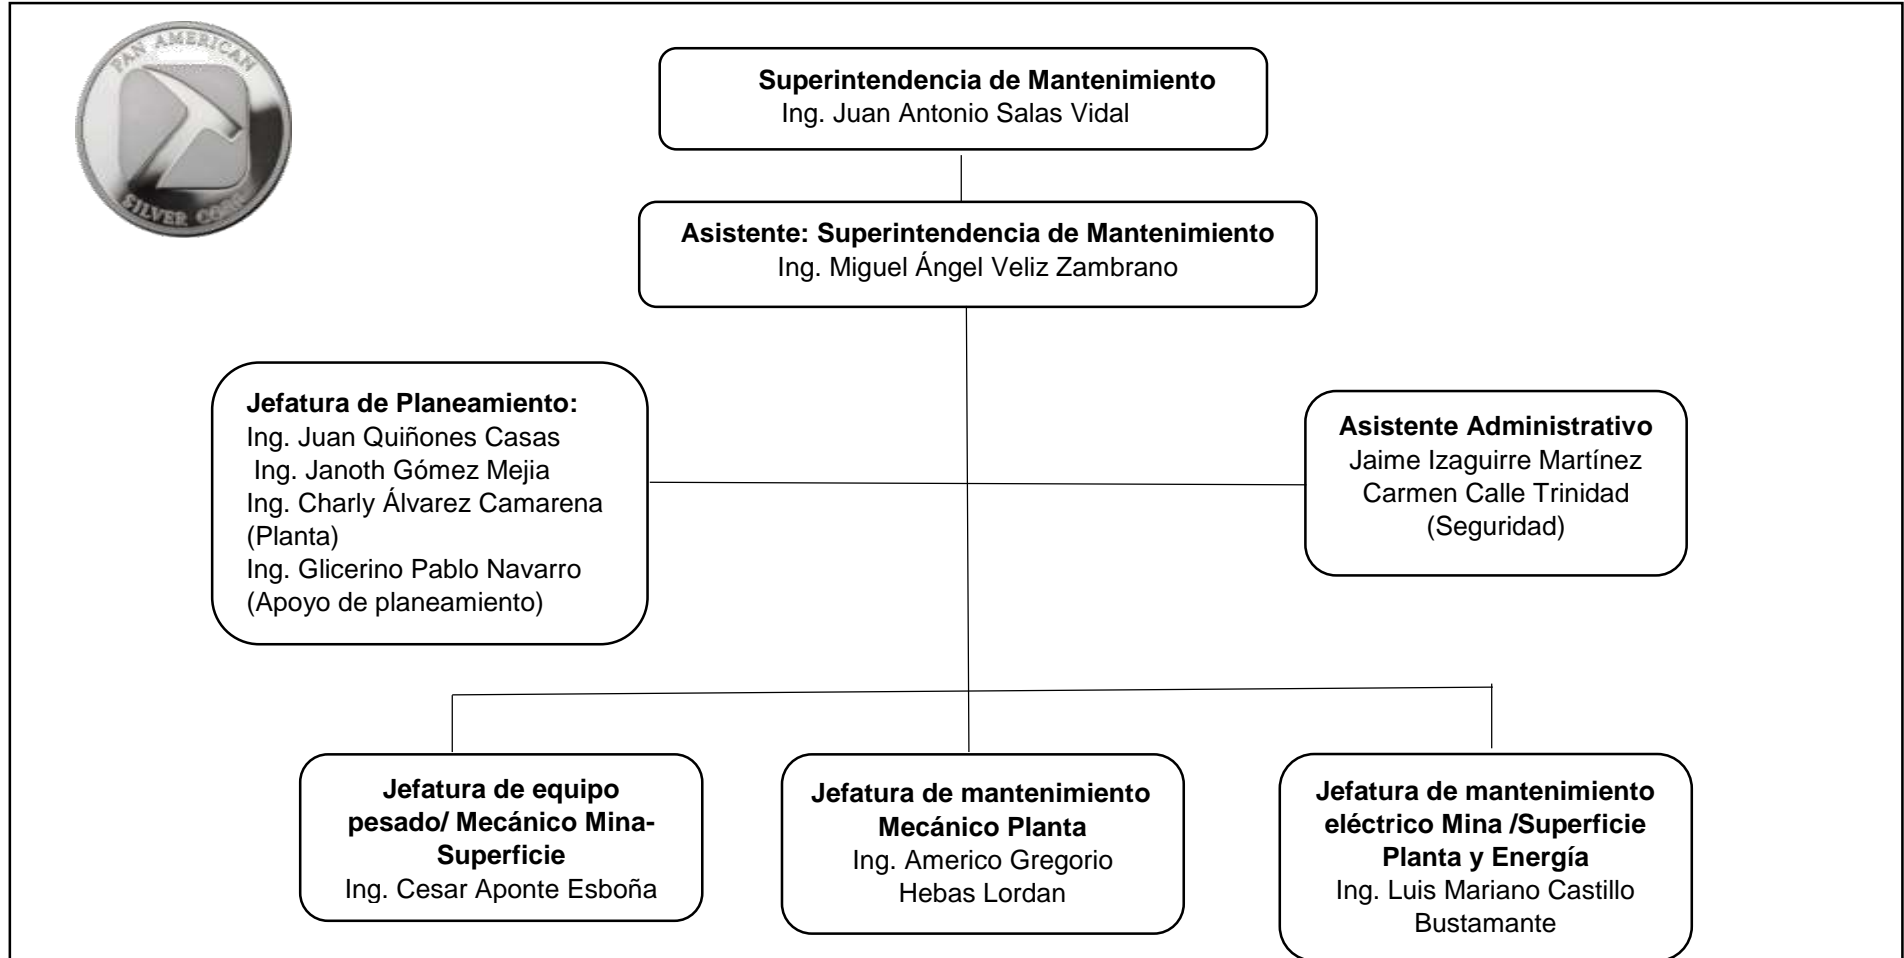 PAN AMERICAN
SILVER CORP
Superintendencia de Mantenimiento
Ing. Juan Antonio Salas Vidal
Asistente: Superintendencia de Mantenimiento
Ing. Miguel Ángel Veliz Zambrano
Jefatura de Planeamiento:
Ing. Juan Quiñones Casas
Ing. Janoth Gómez Mejia
Ing. Charly Álvarez Camarena
(Planta)
Ing. Glicerino Pablo Navarro
(Apoyo de planeamiento)
Asistente Administrativo
Jaime Izaguirre Martínez
Carmen Calle Trinidad
(Seguridad)
Jefatura de equipo
pesado/ Mecánico Mina-
Superficie
Ing. Cesar Aponte Esboña
Jefatura de mantenimiento
Mecánico Planta
Ing. Americo Gregorio
Hebas Lordan
Jefatura de mantenimiento
eléctrico Mina /Superficie
Planta y Energía
Ing. Luis Mariano Castillo
Bustamante